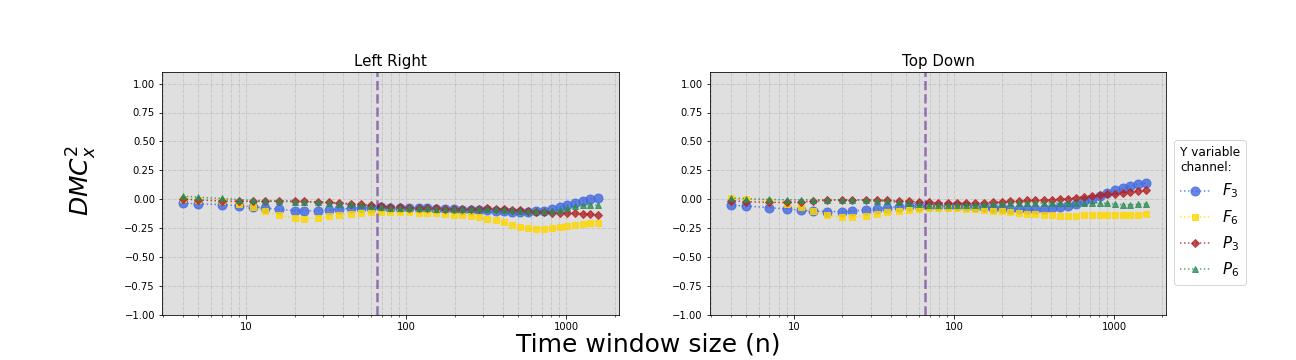 Left Right
Top Down
1.00
0.75
0.50
0.25
0.00
−0.25
−0.50
−0.75
−1.00
10
100
1000
1.00
0.75
0.50
0.25
0.00
−0.25
−0.50
−0.75
−1.00
10
100
1000
DMC²ₓ
Y variable
channel:
F₃
F₆
P₃
P₆
Time window size (n)